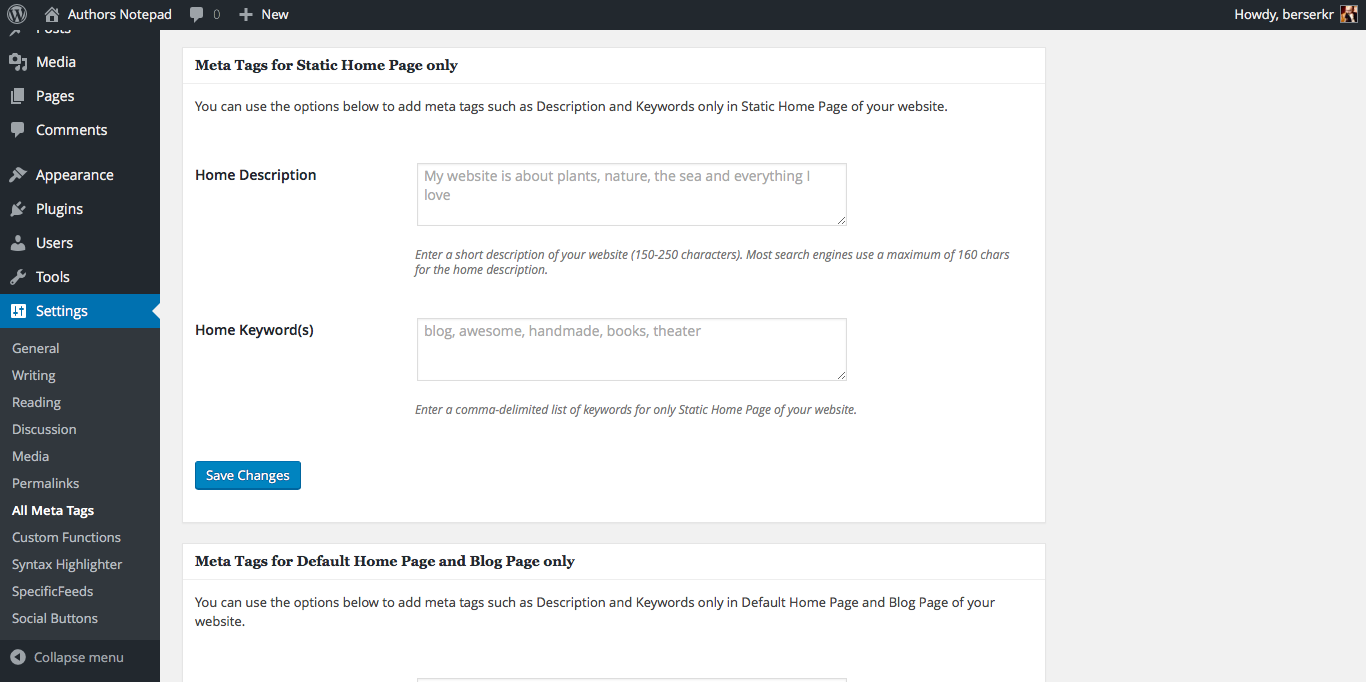 Authors Notepad 0 New Howdy, berserkr
Posts
Media
Pages
Comments
Appearance
Plugins
Users
Tools
Settings
General
Writing
Reading
Discussion
Media
Permalinks
All Meta Tags
Custom Functions
Syntax Highlighter
SpecificFeeds
Social Buttons
Collapse menu
Meta Tags for Static Home Page only
You can use the options below to add meta tags such as Description and Keywords only in Static Home Page of your website.
Home Description
My website is about plants, nature, the sea and everything I
love
Enter a short description of your website (150-250 characters). Most search engines use a maximum of 160 chars
for the home description.
Home Keyword(s)
blog, awesome, handmade, books, theater
Enter a comma-delimited list of keywords for only Static Home Page of your website.
Save Changes
Meta Tags for Default Home Page and Blog Page only
You can use the options below to add meta tags such as Description and Keywords only in Default Home Page and Blog Page of your
website.